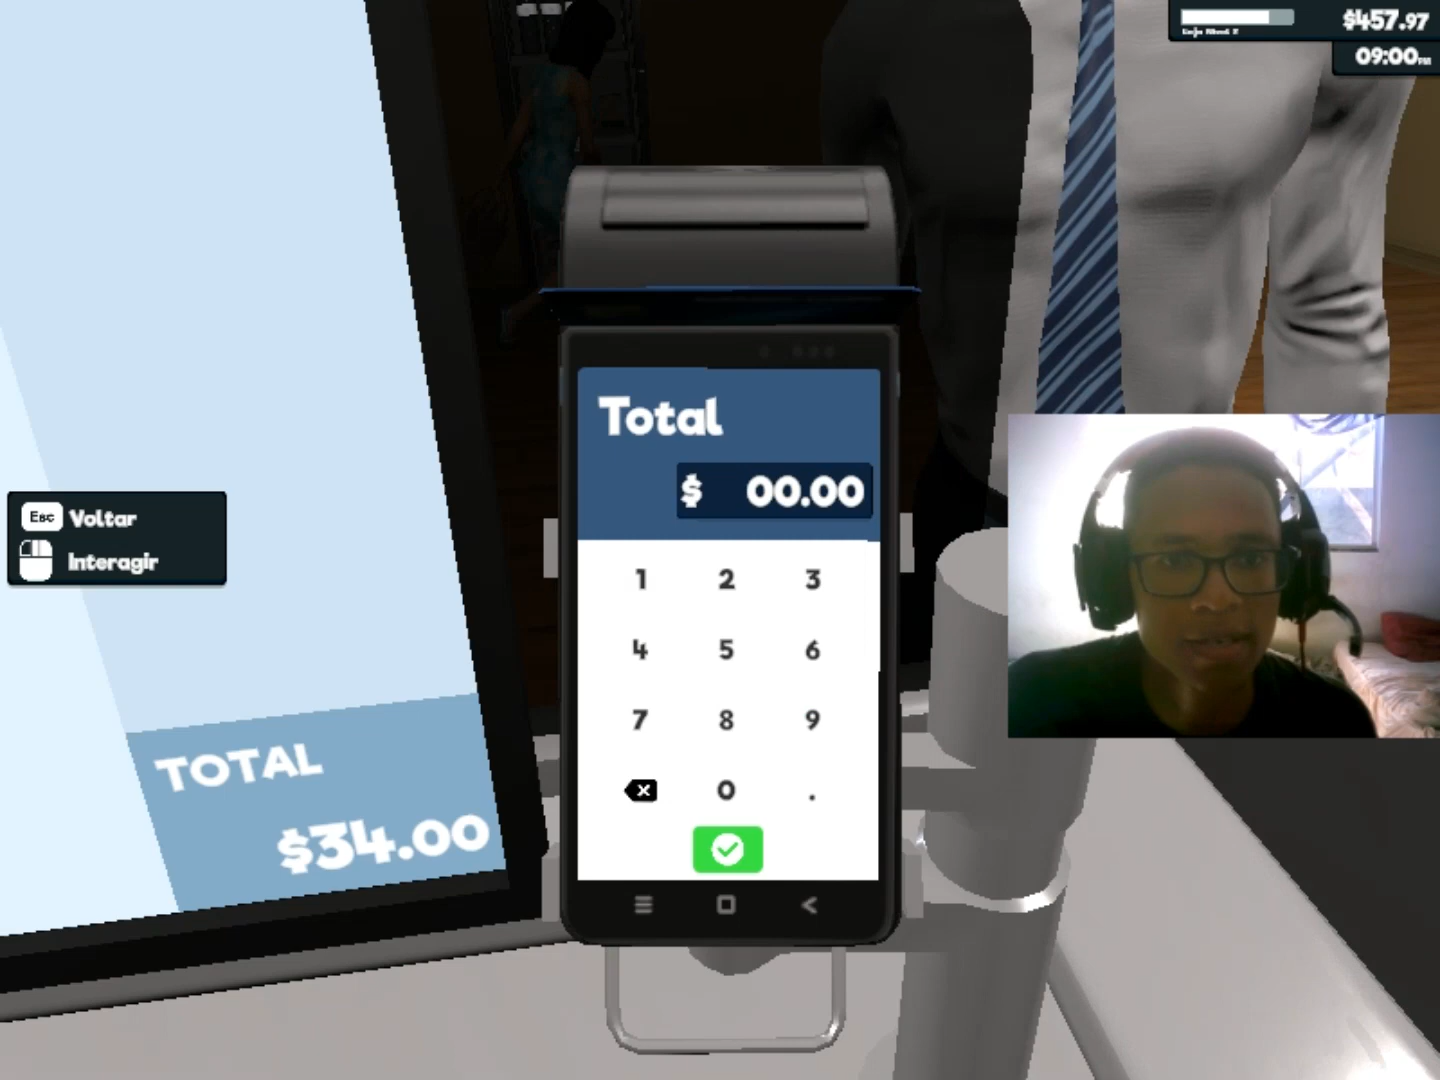 $457.97
09:00PM
Total
$ 00.00
Esc Voltar
Interagir
1 2 3
4 5 6
7 8 9
0 .
TOTAL
$34.00